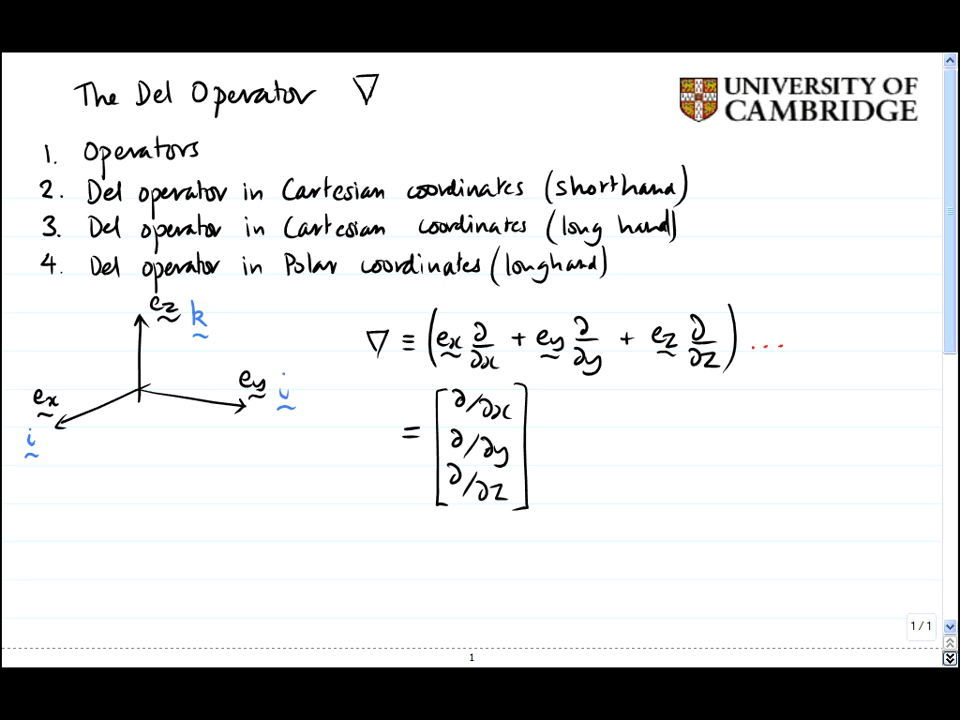 The Del Operator ∇
UNIVERSITY OF
CAMBRIDGE
1. Operators
2. Del operator in Cartesian coordinates (shorthand)
3. Del operator in Cartesian coordinates (long hand)
4. Del operator in Polar coordinates (longhand)
e_z k
e_y j
e_x
i
∇ ≡ (e_x ∂/∂x + e_y ∂/∂y + e_z ∂/∂z) ...
= [∂/∂x
∂/∂y
∂/∂z]
1 / 1
1